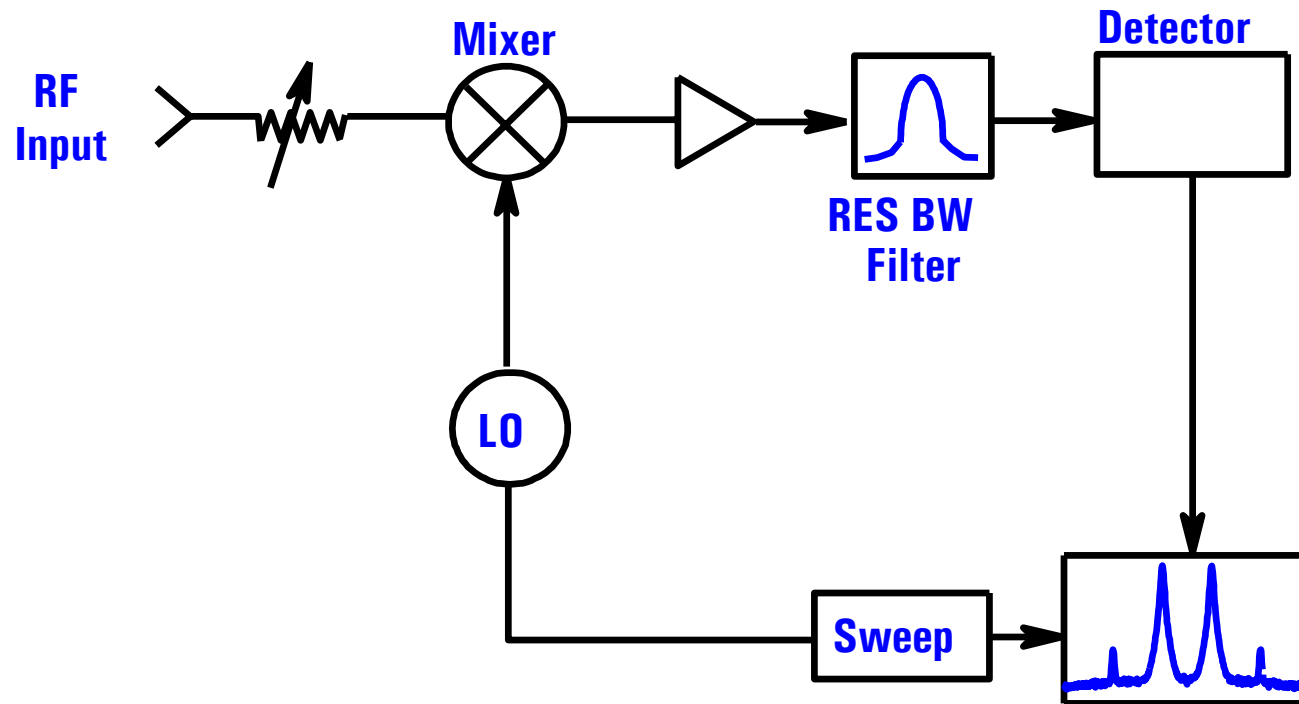 Mixer
Detector
RF
Input
RES BW
Filter
LO
Sweep